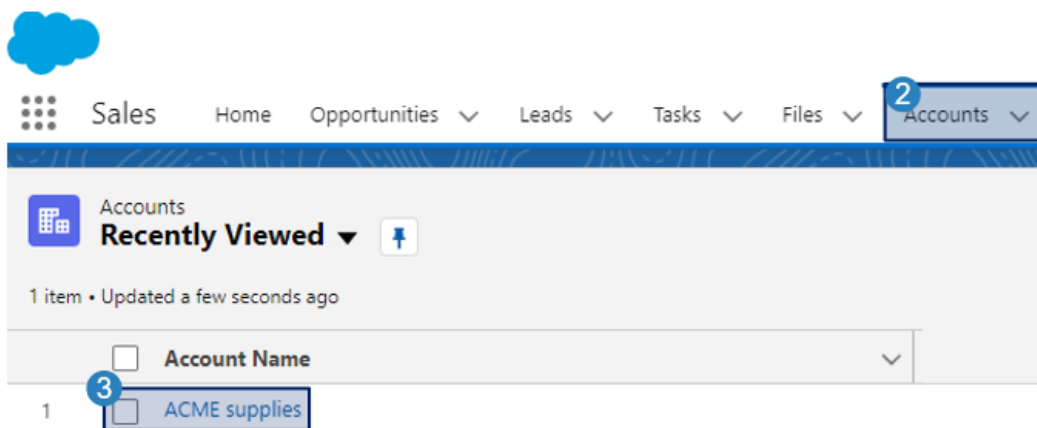 Sales Home Opportunities Leads Tasks Files 2 Accounts
Accounts
Recently Viewed
1 item • Updated a few seconds ago
Account Name
3
1 ACME supplies